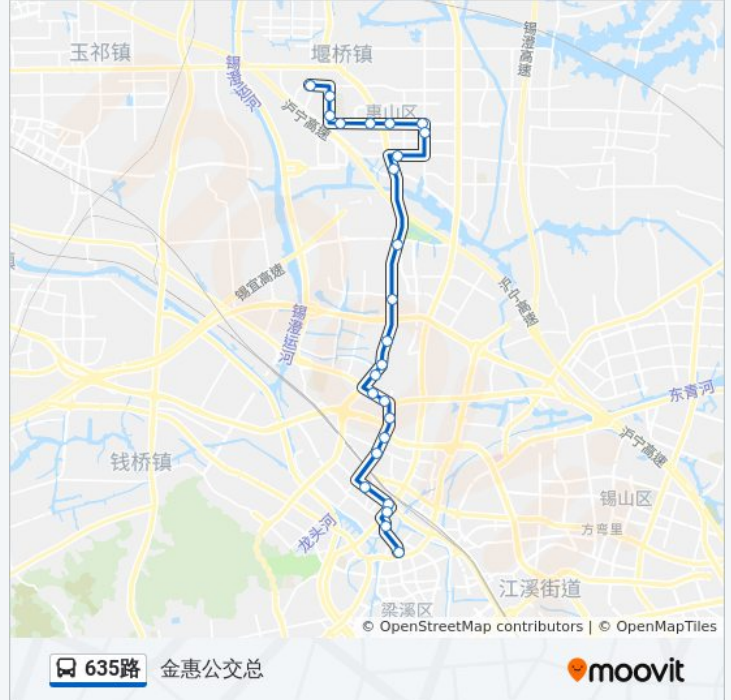 玉祁镇
堰桥镇
锡澄高速
锡澄运河
沪宁高速
惠山区
锡宜高速
沪宁高速
锡澄运河
东青河
沪宁高速
钱桥镇
锡山区
龙头河
方弯里
江溪街道
梁溪区
© OpenStreetMap contributors | © OpenMapTiles
635路 金惠公交总
moovit